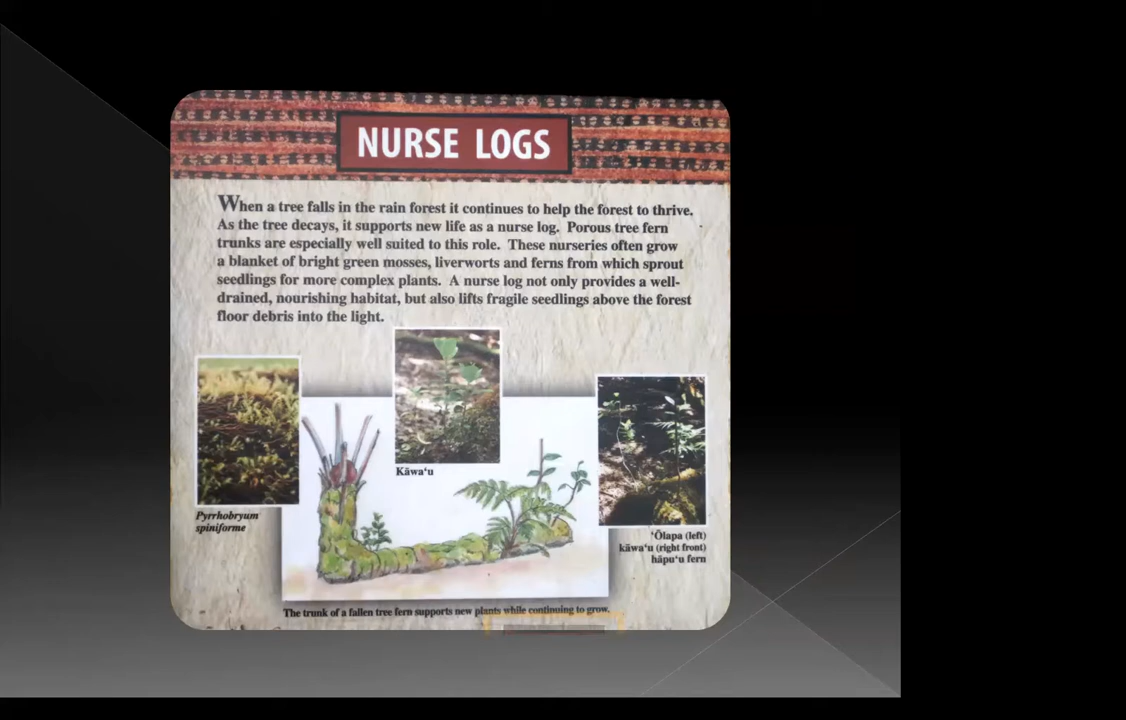 NURSE LOGS
When a tree falls in the rain forest it continues to help the forest to thrive.
As the tree decays, it supports new life as a nurse log. Porous tree fern
trunks are especially well suited to this role. These nurseries often grow
a blanket of bright green mosses, liverworts and ferns from which sprout
seedlings for more complex plants. A nurse log not only provides a well-
drained, nourishing habitat, but also lifts fragile seedlings above the forest
floor debris into the light.
Kāwaʻu
Pyrrhobryum
spiniforme
ʻŌlapa (left)
kāwaʻu (right front)
hāpuʻu fern
The trunk of a fallen tree fern supports new plants while continuing to grow.